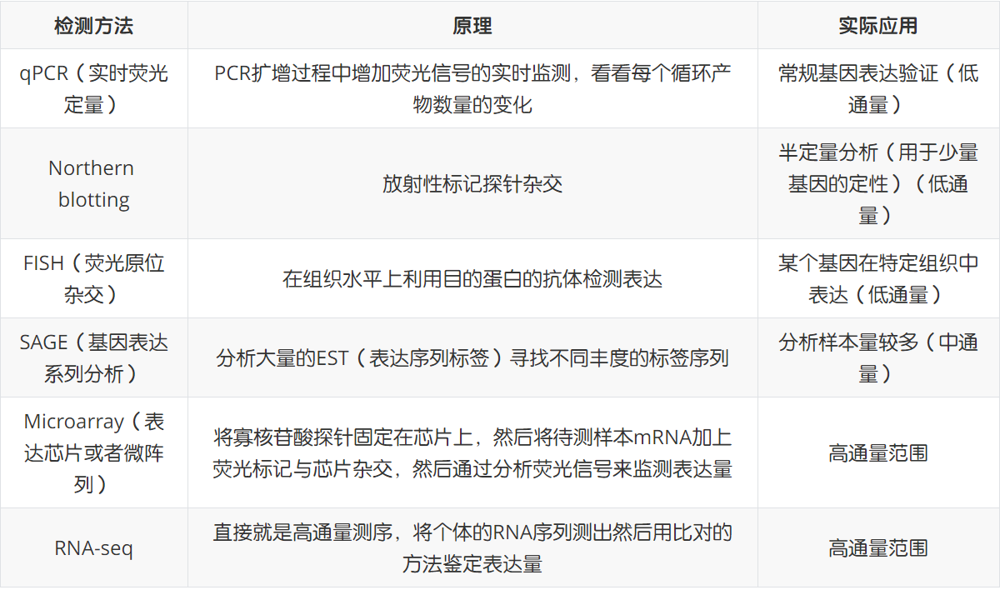 检测方法
原理
实际应用
qPCR（实时荧光
定量）
PCR扩增过程中增加荧光信号的实时监测，看看每个循环产
物数量的变化
常规基因表达验证（低
通量）
Northern
blotting
放射性标记探针杂交
半定量分析（用于少量
基因的定性）（低通
量）
FISH（荧光原位
杂交）
在组织水平上利用目的蛋白的抗体检测表达
某个基因在特定组织中
表达（低通量）
SAGE（基因表达
系列分析）
分析大量的EST（表达序列标签）寻找不同丰度的标签序列
分析样本量较多（中通
量）
Microarray（表
达芯片或者微阵
列）
将寡核苷酸探针固定在芯片上，然后将待测样本mRNA加上
荧光标记与芯片杂交，然后通过分析荧光信号来监测表达量
高通量范围
RNA-seq
直接就是高通量测序，将个体的RNA序列测出然后用比对的
方法鉴定表达量
高通量范围